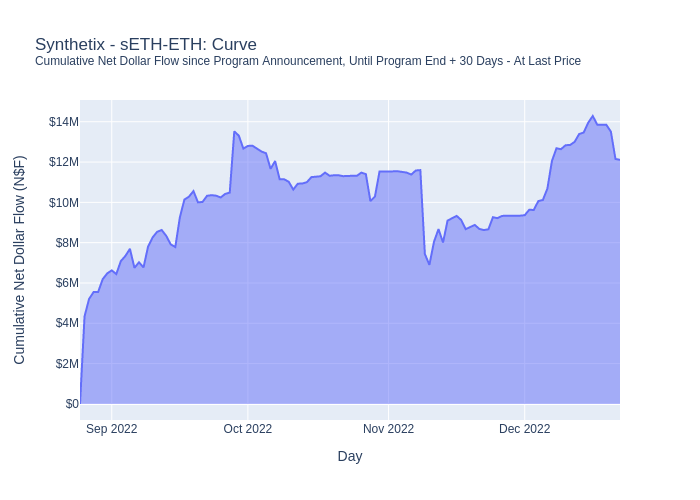 Synthetix - sETH-ETH: Curve
Cumulative Net Dollar Flow since Program Announcement, Until Program End + 30 Days - At Last Price
Cumulative Net Dollar Flow (N$F)
$14M
$12M
$10M
$8M
$6M
$4M
$2M
$0
Sep 2022
Oct 2022
Nov 2022
Dec 2022
Day